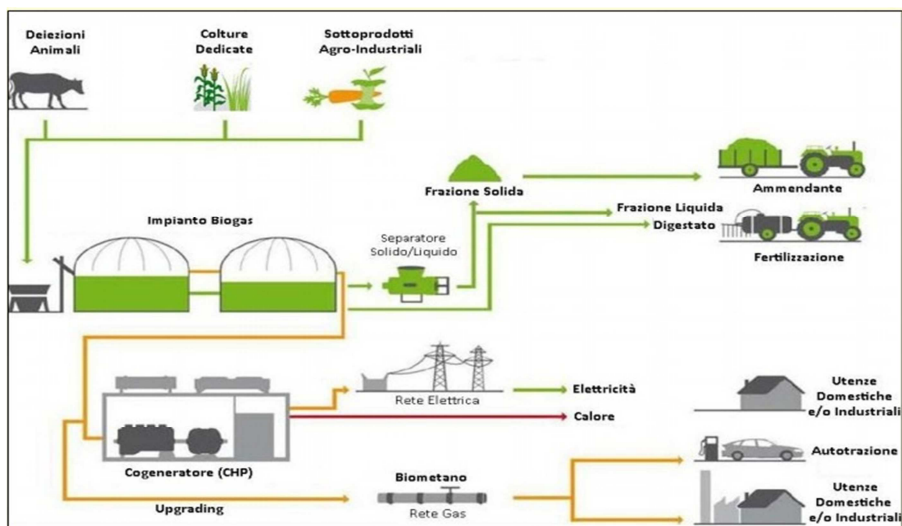 Deiezioni
Animali
Colture
Dedicate
Sottoprodotti
Agro-Industriali
Frazione Solida
Ammendante
Impianto Biogas
Separatore
Solido/Liquido
Frazione Liquida
Digestato
Fertilizzazione
Rete Elettrica
Elettricità
Calore
Utenze
Domestiche
e/o Industriali
Cogeneratore (CHP)
Autotrazione
Upgrading
Biometano
Rete Gas
Utenze
Domestiche
e/o Industriali